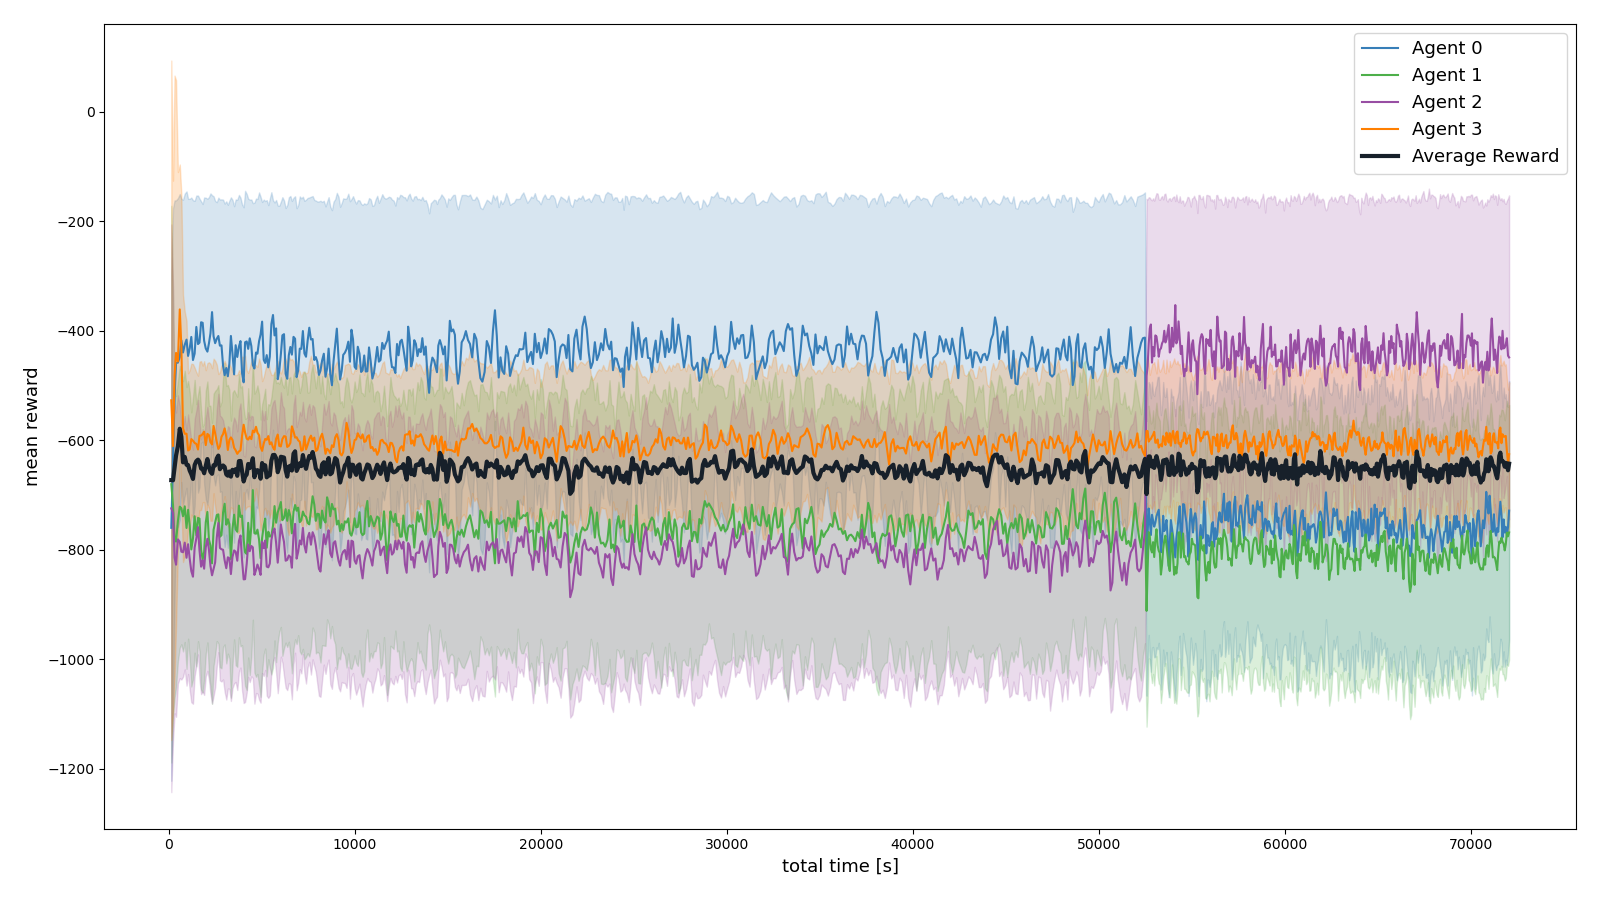 Agent 0
Agent 1
Agent 2
Agent 3
Average Reward
0
−200
−400
−600
−800
−1000
−1200
mean reward
0
10000
20000
30000
40000
50000
60000
70000
total time [s]